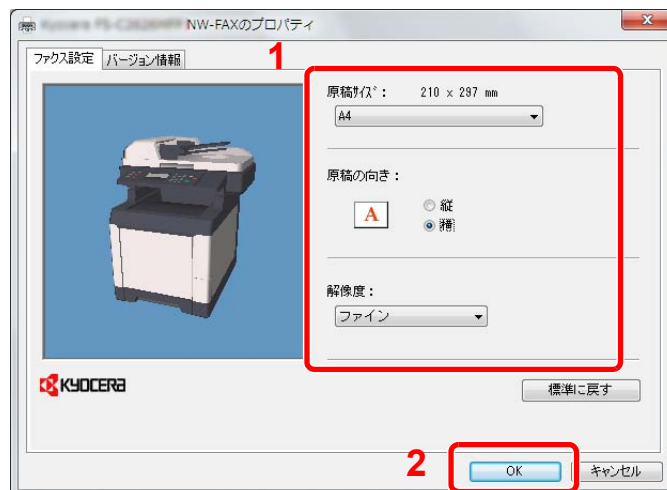 NW-FAXのプロパティ
ファクス設定 バージョン情報
1
原稿ｻｲｽﾞ： 210 x 297 mm
A4
原稿の向き：
A
縦
横
解像度：
ファイン
KYOCERA
標準に戻す
2
OK キャンセル